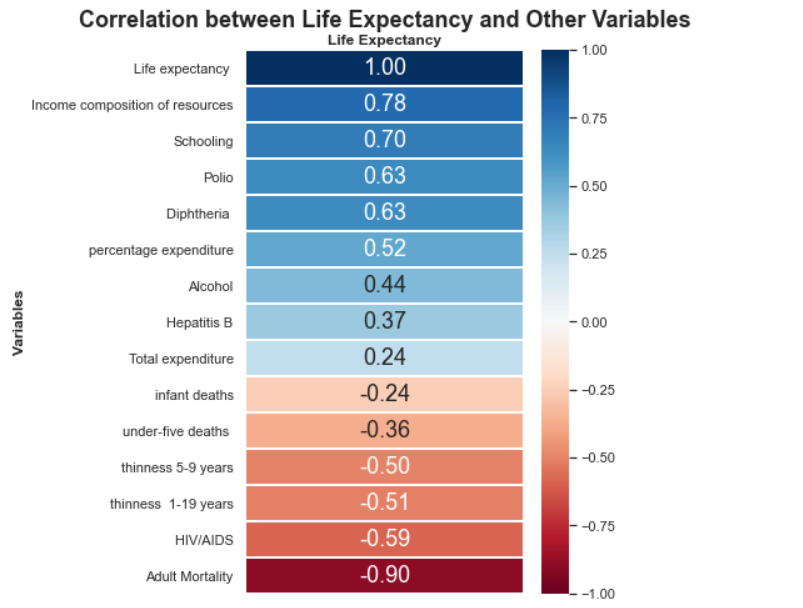 Correlation between Life Expectancy and Other Variables
Life Expectancy
Variables
Life expectancy 1.00
Income composition of resources 0.78
Schooling 0.70
Polio 0.63
Diphtheria 0.63
percentage expenditure 0.52
Alcohol 0.44
Hepatitis B 0.37
Total expenditure 0.24
infant deaths -0.24
under-five deaths -0.36
thinness 5-9 years -0.50
thinness 1-19 years -0.51
HIV/AIDS -0.59
Adult Mortality -0.90
1.00
0.75
0.50
0.25
0.00
−0.25
−0.50
−0.75
−1.00